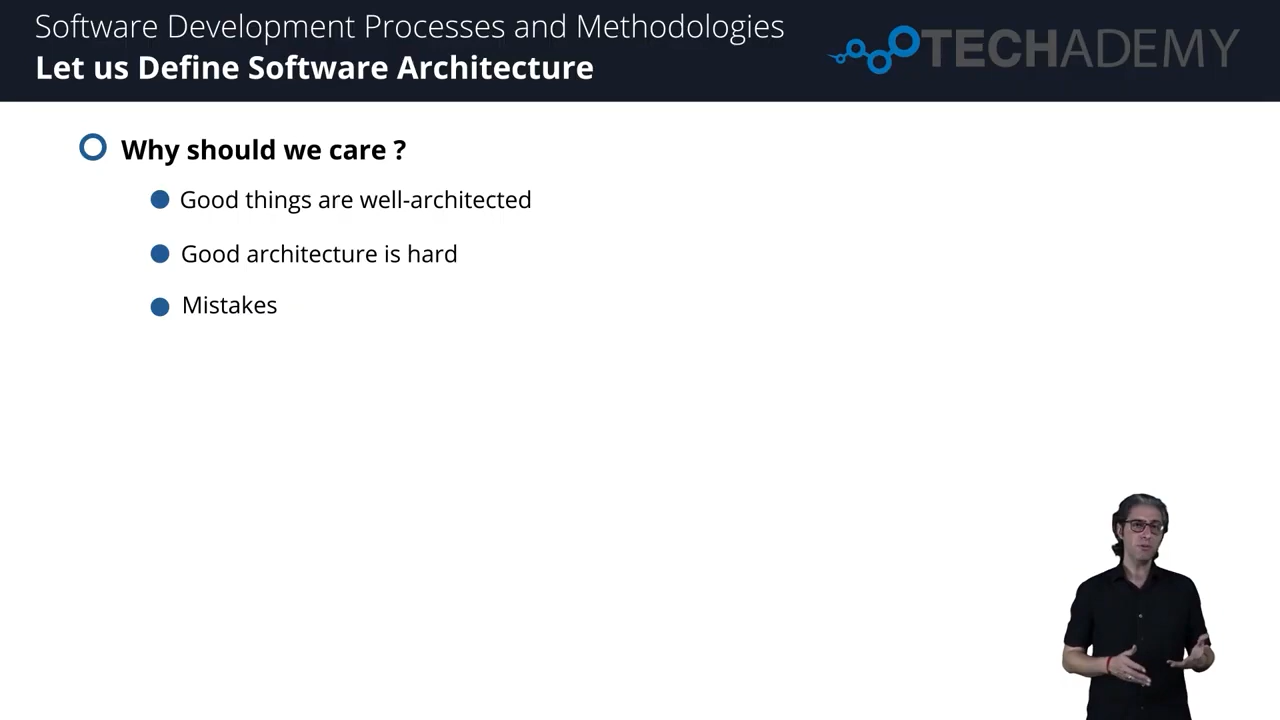 Software Development Processes and Methodologies
Let us Define Software Architecture
TECHADEMY
Why should we care ?
Good things are well-architected
Good architecture is hard
Mistakes